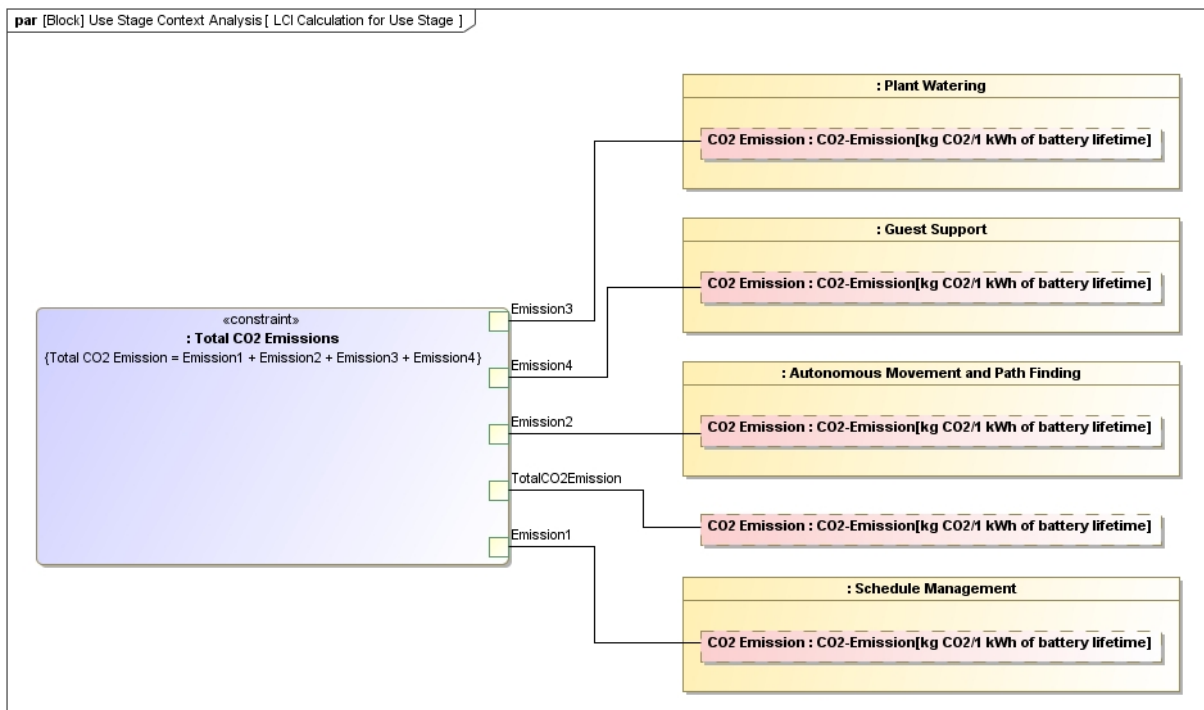 par [Block] Use Stage Context Analysis [ LCI Calculation for Use Stage ]
: Plant Watering
CO2 Emission : CO2-Emission[kg CO2/1 kWh of battery lifetime]
: Guest Support
CO2 Emission : CO2-Emission[kg CO2/1 kWh of battery lifetime]
«constraint»
: Total CO2 Emissions
{Total CO2 Emission = Emission1 + Emission2 + Emission3 + Emission4}
Emission3
Emission4
Emission2
TotalCO2Emission
Emission1
: Autonomous Movement and Path Finding
CO2 Emission : CO2-Emission[kg CO2/1 kWh of battery lifetime]
CO2 Emission : CO2-Emission[kg CO2/1 kWh of battery lifetime]
: Schedule Management
CO2 Emission : CO2-Emission[kg CO2/1 kWh of battery lifetime]